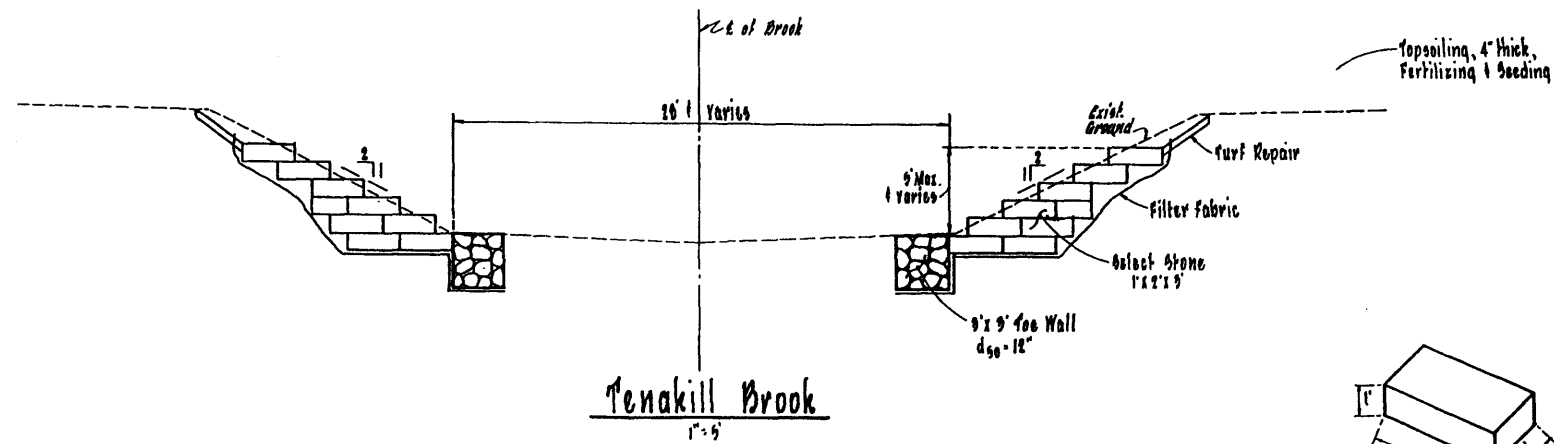 ℄ of Brook
Topsoiling, 4" thick,
Fertilizing & Seeding
28' & Varies
Exist.
Ground
2
1
2
1
Turf Repair
5' Max.
& varies
Filter Fabric
Select Stone
1' x 2' x 3'
3' x 3' Toe Wall
d50 = 12"
Tenakill Brook
1" = 5'
1'